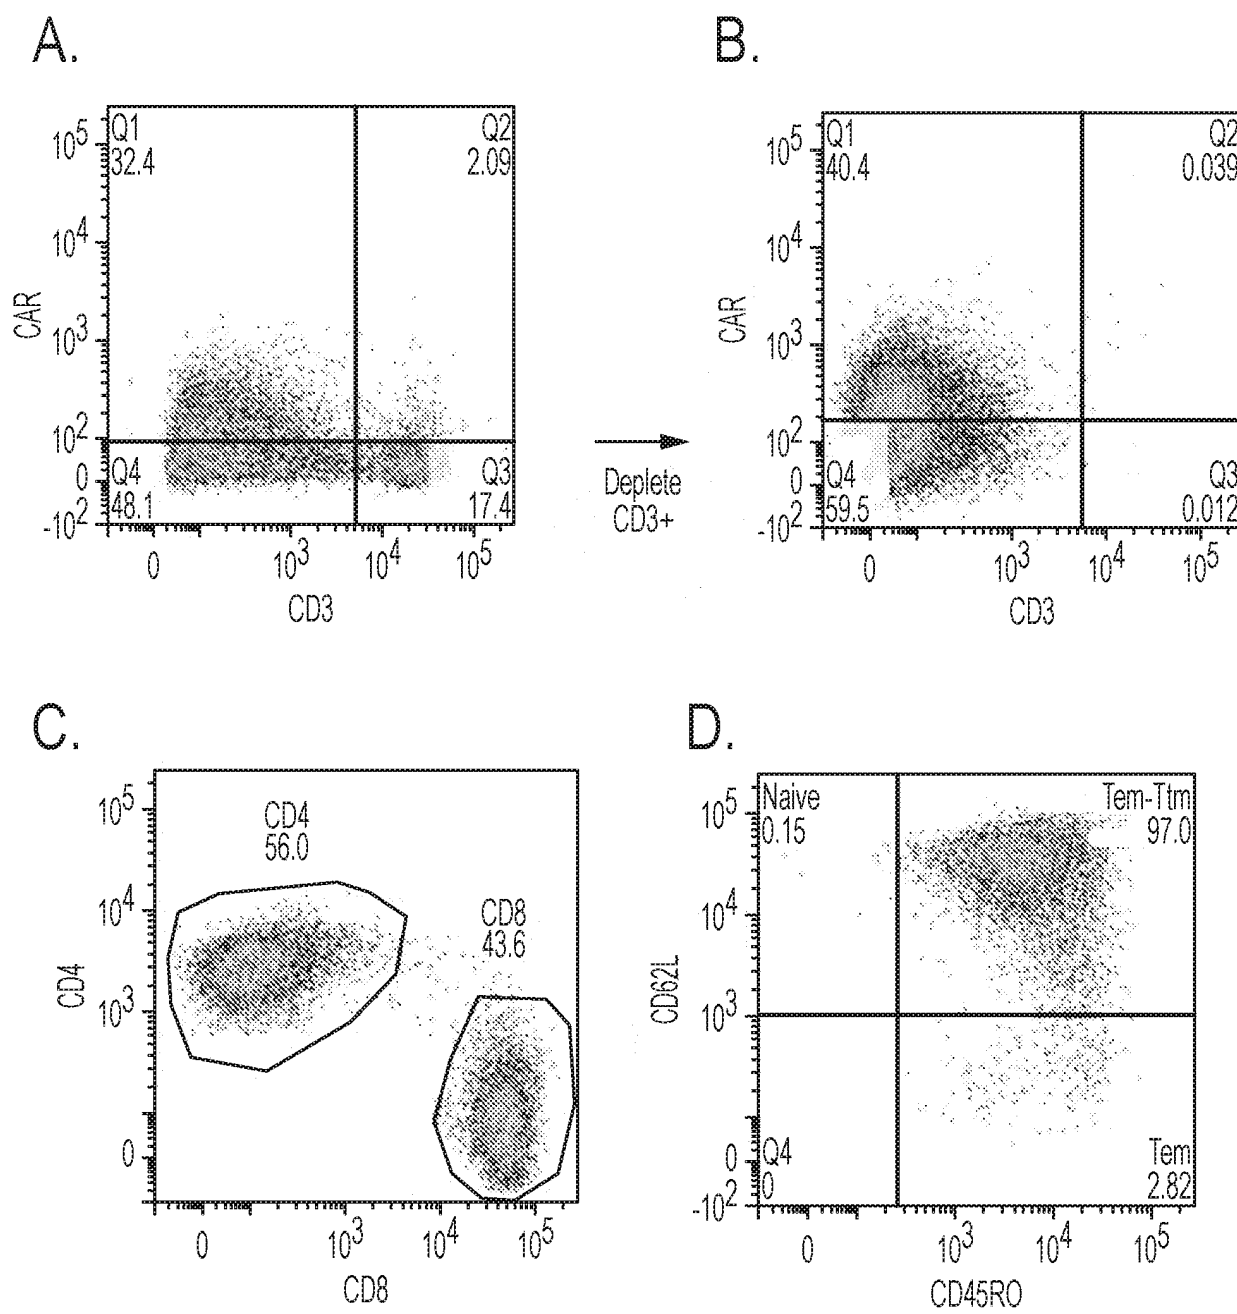 A.
Q1
32.4
Q2
2.09
Q4
48.1
Q3
17.4
10^5
10^4
10^3
10^2
0
-10^2
CAR
0
10^3
10^4
10^5
CD3
Deplete
CD3+
B.
Q1
40.4
Q2
0.039
Q4
59.5
Q3
0.012
10^5
10^4
10^3
10^2
0
-10^2
CAR
0
10^3
10^4
10^5
CD3
C.
CD4
56.0
CD8
43.6
10^5
10^4
10^3
0
CD4
0
10^3
10^4
10^5
CD8
D.
Naive
0.15
Tem-Ttm
97.0
Q4
0
Tem
2.82
10^5
10^4
10^3
0
-10^2
CD62L
0
10^3
10^4
10^5
CD45RO